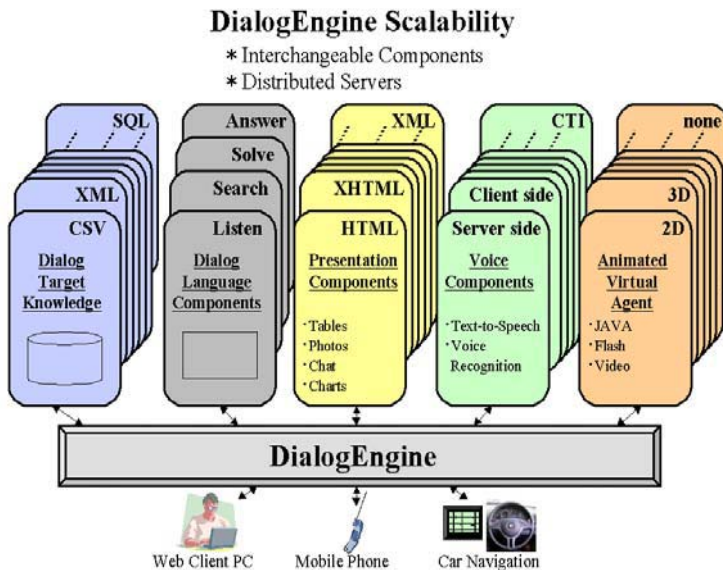 DialogEngine Scalability
* Interchangeable Components
* Distributed Servers
SQL
XML
CSV
Dialog
Target
Knowledge
Answer
Solve
Search
Listen
Dialog
Language
Components
XML
XHTML
HTML
Presentation
Components
· Tables
· Photos
· Chat
· Charts
CTI
Client side
Server side
Voice
Components
· Text-to-Speech
· Voice
Recognition
none
3D
2D
Animated
Virtual
Agent
· JAVA
· Flash
· Video
DialogEngine
Web Client PC
Mobile Phone
Car Navigation